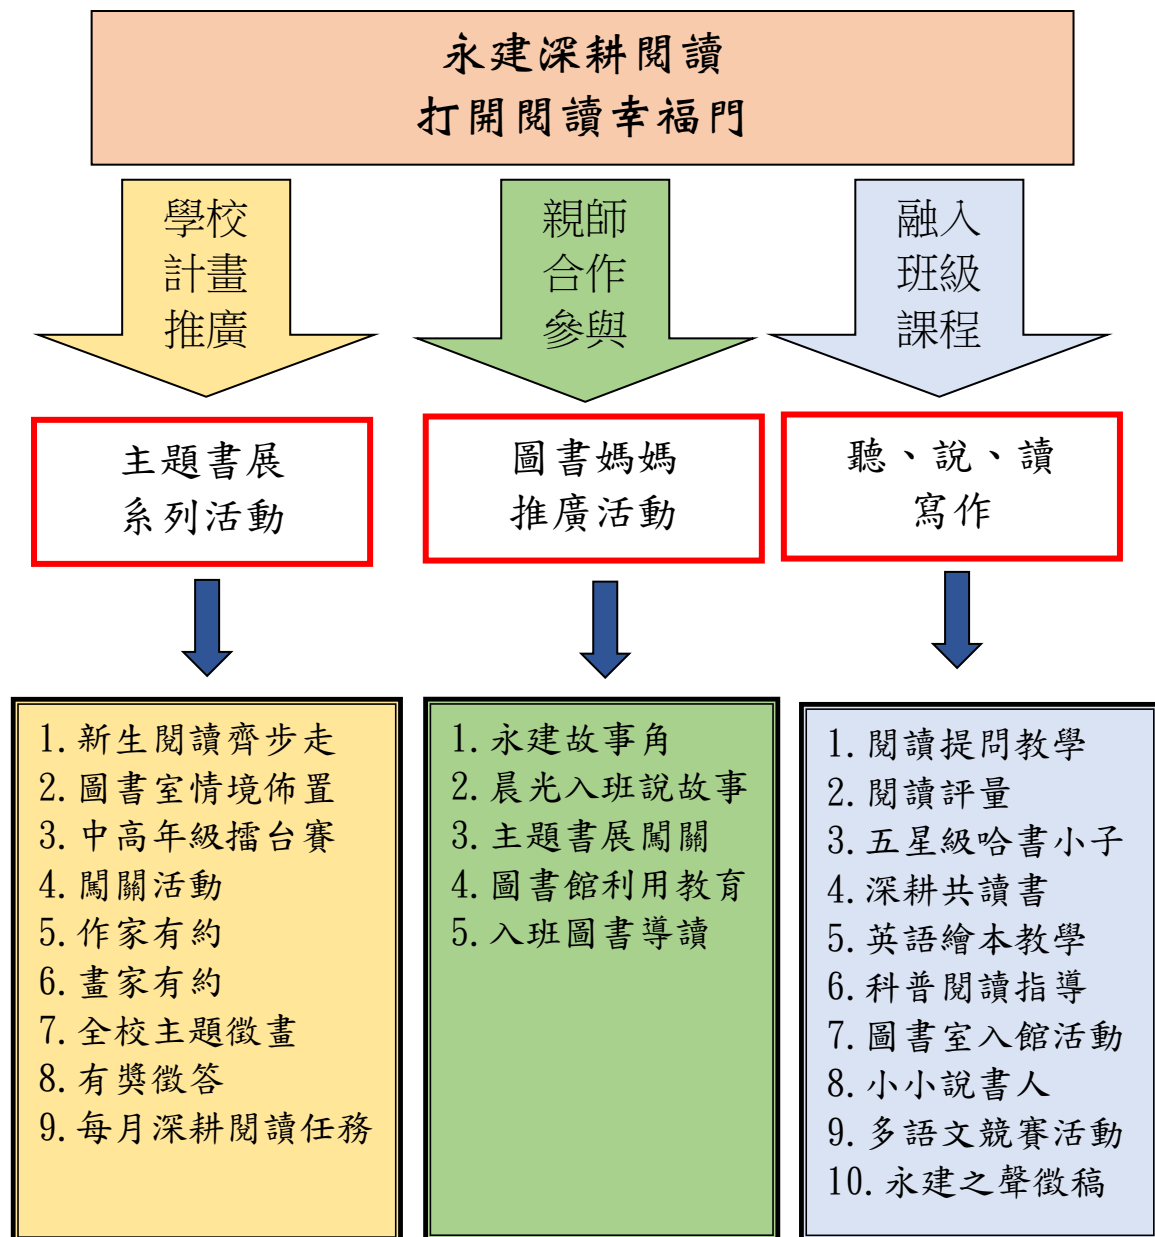 永建深耕閱讀
打開閱讀幸福門
學校
計畫
推廣
親師
合作
參與
融入
班級
課程
主題書展
系列活動
圖書媽媽
推廣活動
聽、說、讀
寫作
1. 新生閱讀齊步走
2. 圖書室情境佈置
3. 中高年級擂台賽
4. 闖關活動
5. 作家有約
6. 畫家有約
7. 全校主題徵畫
8. 有獎徵答
9. 每月深耕閱讀任務
1. 永建故事角
2. 晨光入班說故事
3. 主題書展闖關
4. 圖書館利用教育
5. 入班圖書導讀
1. 閱讀提問教學
2. 閱讀評量
3. 五星級哈書小子
4. 深耕共讀書
5. 英語繪本教學
6. 科普閱讀指導
7. 圖書室入館活動
8. 小小說書人
9. 多語文競賽活動
10. 永建之聲徵稿